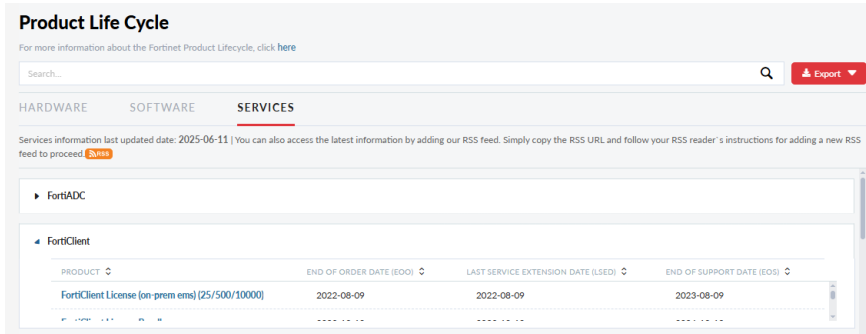 Product Life Cycle
For more information about the Fortinet Product Lifecycle, click here
Search...
Export
HARDWARE SOFTWARE SERVICES
Services information last updated date: 2025-06-11 | You can also access the latest information by adding our RSS feed. Simply copy the RSS URL and follow your RSS reader`s instructions for adding a new RSS
feed to proceed. RSS
FortiADC
FortiClient
PRODUCT END OF ORDER DATE (EOO) LAST SERVICE EXTENSION DATE (LSED) END OF SUPPORT DATE (EOS)
FortiClient License (on-prem ems) (25/500/10000) 2022-08-09 2022-08-09 2023-08-09